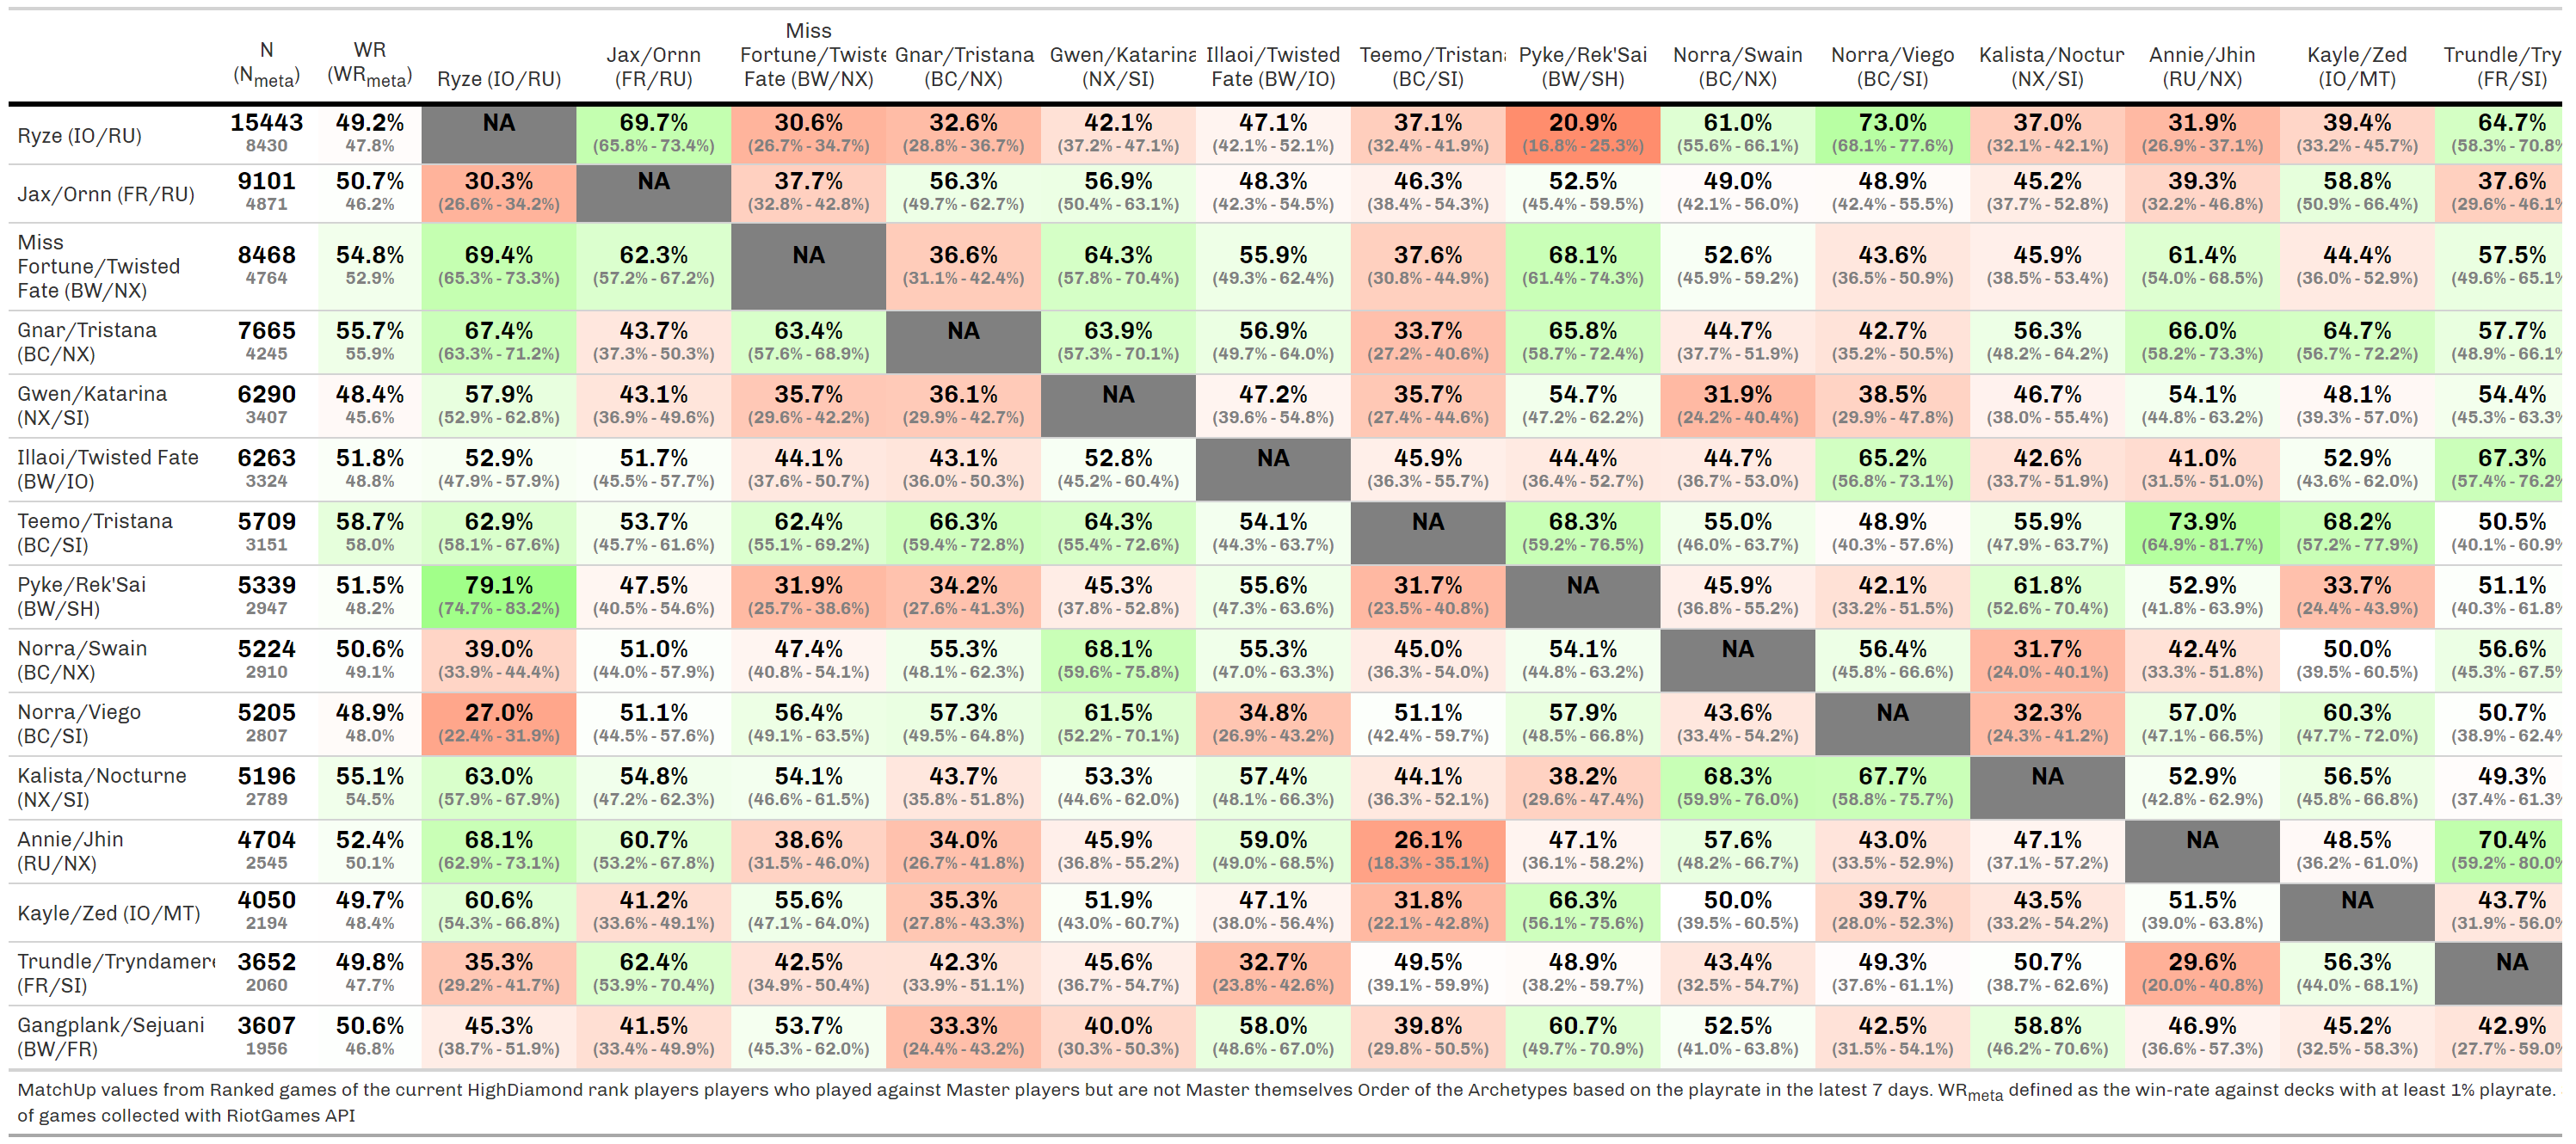 N (Nmeta) WR (WRmeta) Ryze (IO/RU) Jax/Ornn (FR/RU) Miss Fortune/Twiste Fate (BW/NX) Gnar/Tristana (BC/NX) Gwen/Katarina (NX/SI) Illaoi/Twisted Fate (BW/IO) Teemo/Tristana (BC/SI) Pyke/Rek'Sai (BW/SH) Norra/Swain (BC/NX) Norra/Viego (BC/SI) Kalista/Noctur (NX/SI) Annie/Jhin (RU/NX) Kayle/Zed (IO/MT) Trundle/Try (FR/SI)
Ryze (IO/RU) 15443 49.2% NA 69.7% 30.6% 32.6% 42.1% 47.1% 37.1% 20.9% 61.0% 73.0% 37.0% 31.9% 39.4% 64.7%
8430 47.8% (65.8% - 73.4%) (26.7% - 34.7%) (28.8% - 36.7%) (37.2% - 47.1%) (42.1% - 52.1%) (32.4% - 41.9%) (16.8% - 25.3%) (55.6% - 66.1%) (68.1% - 77.6%) (32.1% - 42.1%) (26.9% - 37.1%) (33.2% - 45.7%) (58.3% - 70.8%
Jax/Ornn (FR/RU) 9101 50.7% 30.3% NA 37.7% 56.3% 56.9% 48.3% 46.3% 52.5% 49.0% 48.9% 45.2% 39.3% 58.8% 37.6%
4871 46.2% (26.6% - 34.2%) (32.8% - 42.8%) (49.7% - 62.7%) (50.4% - 63.1%) (42.3% - 54.5%) (38.4% - 54.3%) (45.4% - 59.5%) (42.1% - 56.0%) (42.4% - 55.5%) (37.7% - 52.8%) (32.2% - 46.8%) (50.9% - 66.4%) (29.6% - 46.1%
Miss Fortune/Twisted Fate (BW/NX) 8468 54.8% 69.4% 62.3% NA 36.6% 64.3% 55.9% 37.6% 68.1% 52.6% 43.6% 45.9% 61.4% 44.4% 57.5%
4764 52.9% (65.3% - 73.3%) (57.2% - 67.2%) (31.1% - 42.4%) (57.8% - 70.4%) (49.3% - 62.4%) (30.8% - 44.9%) (61.4% - 74.3%) (45.9% - 59.2%) (36.5% - 50.9%) (38.5% - 53.4%) (54.0% - 68.5%) (36.0% - 52.9%) (49.6% - 65.1%
Gnar/Tristana (BC/NX) 7665 55.7% 67.4% 43.7% 63.4% NA 63.9% 56.9% 33.7% 65.8% 44.7% 42.7% 56.3% 66.0% 64.7% 57.7%
4245 55.9% (63.3% - 71.2%) (37.3% - 50.3%) (57.6% - 68.9%) (57.3% - 70.1%) (49.7% - 64.0%) (27.2% - 40.6%) (58.7% - 72.4%) (37.7% - 51.9%) (35.2% - 50.5%) (48.2% - 64.2%) (58.2% - 73.3%) (56.7% - 72.2%) (48.9% - 66.1%
Gwen/Katarina (NX/SI) 6290 48.4% 57.9% 43.1% 35.7% 36.1% NA 47.2% 35.7% 54.7% 31.9% 38.5% 46.7% 54.1% 48.1% 54.4%
3407 45.6% (52.9% - 62.8%) (36.9% - 49.6%) (29.6% - 42.2%) (29.9% - 42.7%) (39.6% - 54.8%) (27.4% - 44.6%) (47.2% - 62.2%) (24.2% - 40.4%) (29.9% - 47.8%) (38.0% - 55.4%) (44.8% - 63.2%) (39.3% - 57.0%) (45.3% - 63.3%
Illaoi/Twisted Fate (BW/IO) 6263 51.8% 52.9% 51.7% 44.1% 43.1% 52.8% NA 45.9% 44.4% 44.7% 65.2% 42.6% 41.0% 52.9% 67.3%
3324 48.8% (47.9% - 57.9%) (45.5% - 57.7%) (37.6% - 50.7%) (36.0% - 50.3%) (45.2% - 60.4%) (36.3% - 55.7%) (36.4% - 52.7%) (36.7% - 53.0%) (56.8% - 73.1%) (33.7% - 51.9%) (31.5% - 51.0%) (43.6% - 62.0%) (57.4% - 76.2%
Teemo/Tristana (BC/SI) 5709 58.7% 62.9% 53.7% 62.4% 66.3% 64.3% 54.1% NA 68.3% 55.0% 48.9% 55.9% 73.9% 68.2% 50.5%
3151 58.0% (58.1% - 67.6%) (45.7% - 61.6%) (55.1% - 69.2%) (59.4% - 72.8%) (55.4% - 72.6%) (44.3% - 63.7%) (59.2% - 76.5%) (46.0% - 63.7%) (40.3% - 57.6%) (47.9% - 63.7%) (64.9% - 81.7%) (57.2% - 77.9%) (40.1% - 60.9%
Pyke/Rek'Sai (BW/SH) 5339 51.5% 79.1% 47.5% 31.9% 34.2% 45.3% 55.6% 31.7% NA 45.9% 42.1% 61.8% 52.9% 33.7% 51.1%
2947 48.2% (74.7% - 83.2%) (40.5% - 54.6%) (25.7% - 38.6%) (27.6% - 41.3%) (37.8% - 52.8%) (47.3% - 63.6%) (23.5% - 40.8%) (36.8% - 55.2%) (33.2% - 51.5%) (52.6% - 70.4%) (41.8% - 63.9%) (24.4% - 43.9%) (40.3% - 61.8%
Norra/Swain (BC/NX) 5224 50.6% 39.0% 51.0% 47.4% 55.3% 68.1% 55.3% 45.0% 54.1% NA 56.4% 31.7% 42.4% 50.0% 56.6%
2910 49.1% (33.9% - 44.4%) (44.0% - 57.9%) (40.8% - 54.1%) (48.1% - 62.3%) (59.6% - 75.8%) (47.0% - 63.3%) (36.3% - 54.0%) (44.8% - 63.2%) (45.8% - 66.6%) (24.0% - 40.1%) (33.3% - 51.8%) (39.5% - 60.5%) (45.3% - 67.5%
Norra/Viego (BC/SI) 5205 48.9% 27.0% 51.1% 56.4% 57.3% 61.5% 34.8% 51.1% 57.9% 43.6% NA 32.3% 57.0% 60.3% 50.7%
2807 48.0% (22.4% - 31.9%) (44.5% - 57.6%) (49.1% - 63.5%) (49.5% - 64.8%) (52.2% - 70.1%) (26.9% - 43.2%) (42.4% - 59.7%) (48.5% - 66.8%) (33.4% - 54.2%) (24.3% - 41.2%) (47.1% - 66.5%) (47.7% - 72.0%) (38.9% - 62.4%
Kalista/Nocturne (NX/SI) 5196 55.1% 63.0% 54.8% 54.1% 43.7% 53.3% 57.4% 44.1% 38.2% 68.3% 67.7% NA 52.9% 56.5% 49.3%
2789 54.5% (57.9% - 67.9%) (47.2% - 62.3%) (46.6% - 61.5%) (35.8% - 51.8%) (44.6% - 62.0%) (48.1% - 66.3%) (36.3% - 52.1%) (29.6% - 47.4%) (59.9% - 76.0%) (58.8% - 75.7%) (42.8% - 62.9%) (45.8% - 66.8%) (37.4% - 61.3%
Annie/Jhin (RU/NX) 4704 52.4% 68.1% 60.7% 38.6% 34.0% 45.9% 59.0% 26.1% 47.1% 57.6% 43.0% 47.1% NA 48.5% 70.4%
2545 50.1% (62.9% - 73.1%) (53.2% - 67.8%) (31.5% - 46.0%) (26.7% - 41.8%) (36.8% - 55.2%) (49.0% - 68.5%) (18.3% - 35.1%) (36.1% - 58.2%) (48.2% - 66.7%) (33.5% - 52.9%) (37.1% - 57.2%) (36.2% - 61.0%) (59.2% - 80.0%
Kayle/Zed (IO/MT) 4050 49.7% 60.6% 41.2% 55.6% 35.3% 51.9% 47.1% 31.8% 66.3% 50.0% 39.7% 43.5% 51.5% NA 43.7%
2194 48.4% (54.3% - 66.8%) (33.6% - 49.1%) (47.1% - 64.0%) (27.8% - 43.3%) (43.0% - 60.7%) (38.0% - 56.4%) (22.1% - 42.8%) (56.1% - 75.6%) (39.5% - 60.5%) (28.0% - 52.3%) (33.2% - 54.2%) (39.0% - 63.8%) (31.9% - 56.0%
Trundle/Tryndamere (FR/SI) 3652 49.8% 35.3% 62.4% 42.5% 42.3% 45.6% 32.7% 49.5% 48.9% 43.4% 49.3% 50.7% 29.6% 56.3% NA
2060 47.7% (29.2% - 41.7%) (53.9% - 70.4%) (34.9% - 50.4%) (33.9% - 51.1%) (36.7% - 54.7%) (23.8% - 42.6%) (39.1% - 59.9%) (38.2% - 59.7%) (32.5% - 54.7%) (37.6% - 61.1%) (38.7% - 62.6%) (20.0% - 40.8%) (44.0% - 68.1%)
Gangplank/Sejuani (BW/FR) 3607 50.6% 45.3% 41.5% 53.7% 33.3% 40.0% 58.0% 39.8% 60.7% 52.5% 42.5% 58.8% 46.9% 45.2% 42.9%
1956 46.8% (38.7% - 51.9%) (33.4% - 49.9%) (45.3% - 62.0%) (24.4% - 43.2%) (30.3% - 50.3%) (48.6% - 67.0%) (29.8% - 50.5%) (49.7% - 70.9%) (41.0% - 63.8%) (31.5% - 54.1%) (46.2% - 70.6%) (36.6% - 57.3%) (32.5% - 58.3%) (27.7% - 59.0%
MatchUp values from Ranked games of the current HighDiamond rank players players who played against Master players but are not Master themselves Order of the Archetypes based on the playrate in the latest 7 days. WRmeta defined as the win-rate against decks with at least 1% playrate.
of games collected with RiotGames API